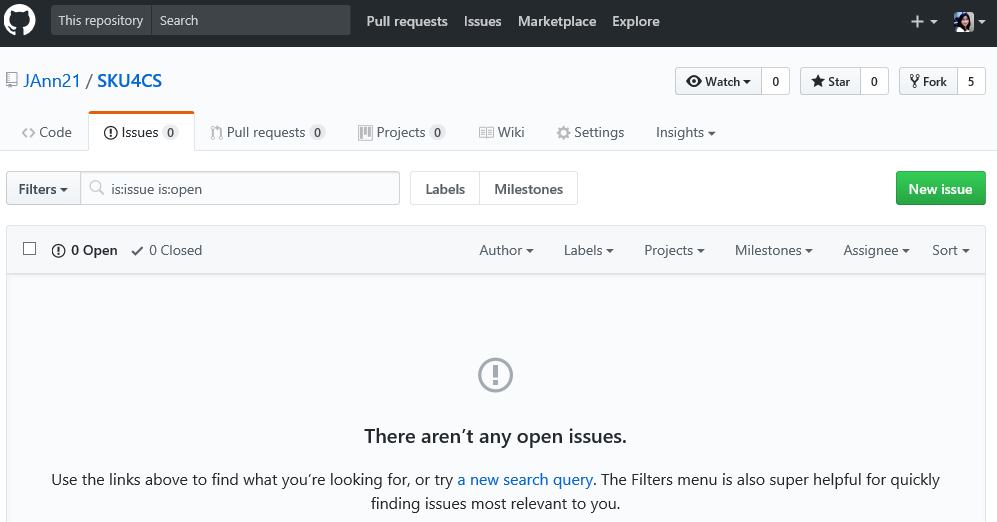 This repository Search Pull requests Issues Marketplace Explore
JAnn21 / SKU4CS Watch 0 Star 0 Fork 5
Code Issues 0 Pull requests 0 Projects 0 Wiki Settings Insights
Filters is:issue is:open Labels Milestones New issue
0 Open 0 Closed Author Labels Projects Milestones Assignee Sort
There aren’t any open issues.
Use the links above to find what you’re looking for, or try a new search query. The Filters menu is also super helpful for quickly
finding issues most relevant to you.